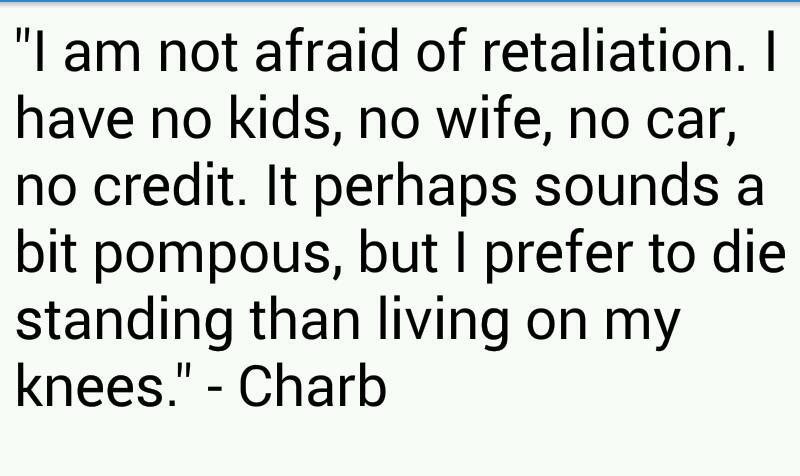 "I am not afraid of retaliation. I
have no kids, no wife, no car,
no credit. It perhaps sounds a
bit pompous, but I prefer to die
standing than living on my
knees." - Charb